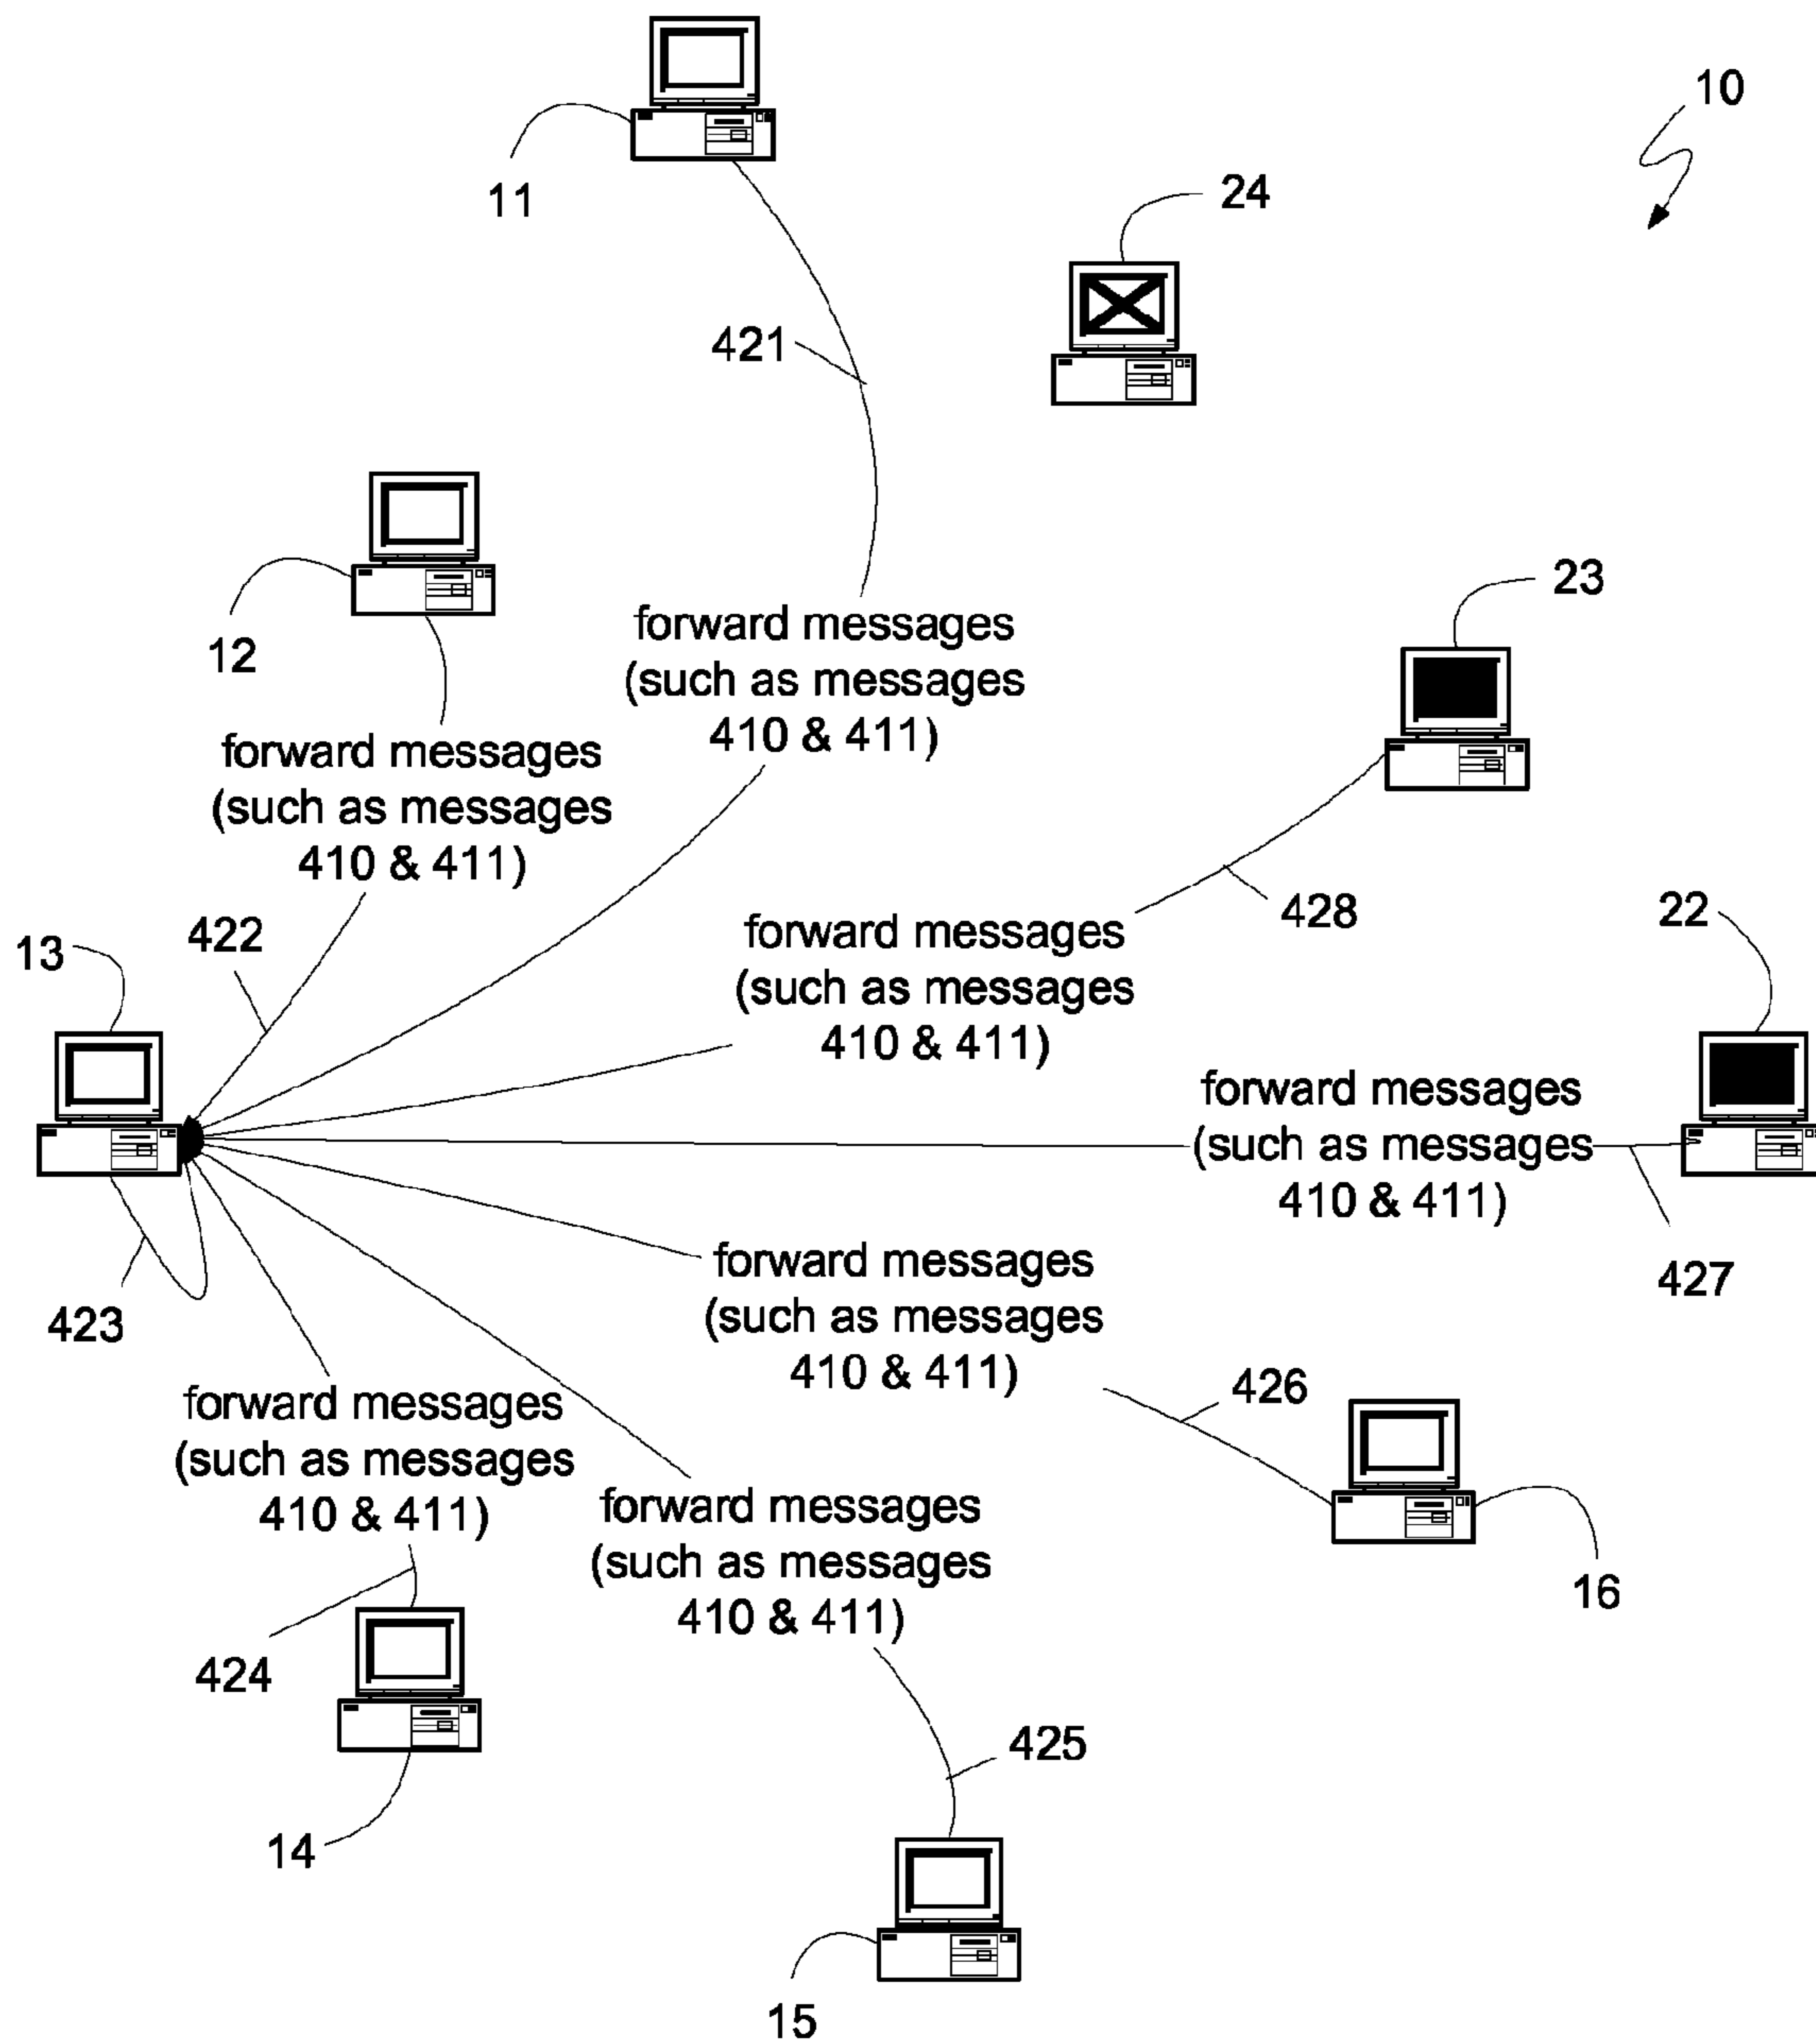 10
11
24
421
12
23
forward messages
(such as messages
410 & 411)
forward messages
(such as messages
410 & 411)
13
422
428
22
forward messages
(such as messages
410 & 411)
forward messages
(such as messages
410 & 411)
423
427
forward messages
(such as messages
410 & 411)
426
forward messages
(such as messages
410 & 411)
forward messages
(such as messages
410 & 411)
16
424
425
14
15